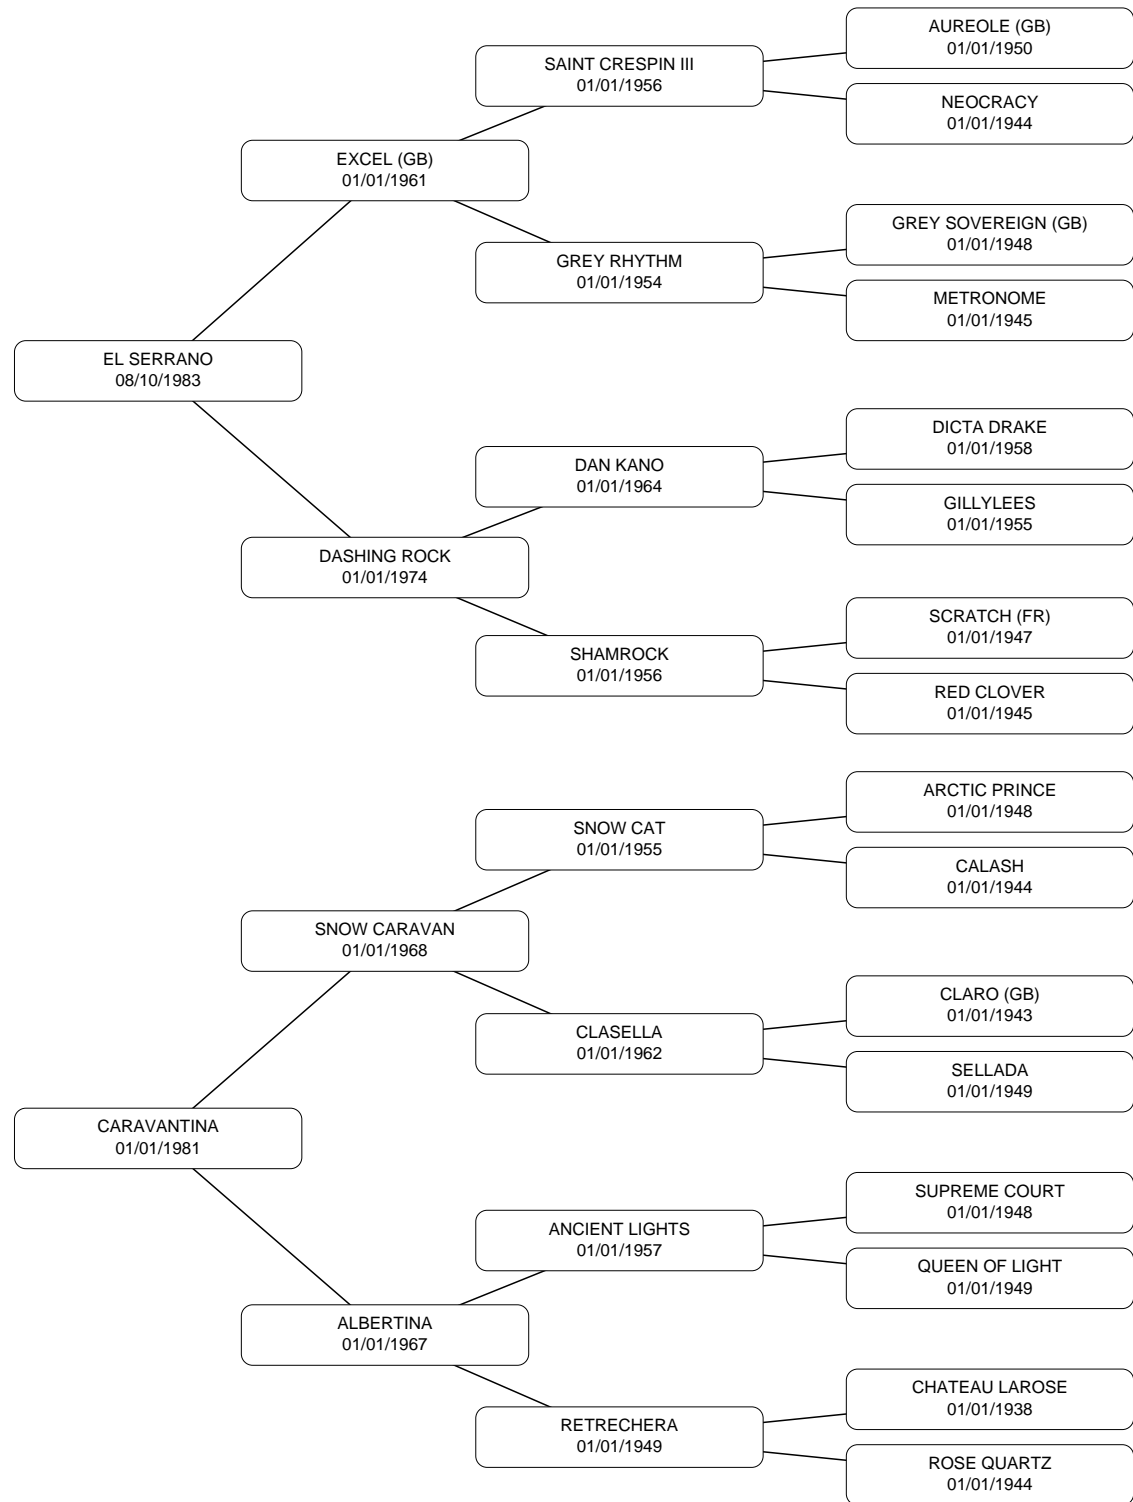 AUREOLE (GB)
01/01/1950
SAINT CRESPIN III
01/01/1956
NEOCRACY
01/01/1944
EXCEL (GB)
01/01/1961
GREY SOVEREIGN (GB)
01/01/1948
GREY RHYTHM
01/01/1954
METRONOME
01/01/1945
EL SERRANO
08/10/1983
DICTA DRAKE
01/01/1958
DAN KANO
01/01/1964
GILLYLEES
01/01/1955
DASHING ROCK
01/01/1974
SCRATCH (FR)
01/01/1947
SHAMROCK
01/01/1956
RED CLOVER
01/01/1945
ARCTIC PRINCE
01/01/1948
SNOW CAT
01/01/1955
CALASH
01/01/1944
SNOW CARAVAN
01/01/1968
CLARO (GB)
01/01/1943
CLASELLA
01/01/1962
SELLADA
01/01/1949
CARAVANTINA
01/01/1981
SUPREME COURT
01/01/1948
ANCIENT LIGHTS
01/01/1957
QUEEN OF LIGHT
01/01/1949
ALBERTINA
01/01/1967
CHATEAU LAROSE
01/01/1938
RETRECHERA
01/01/1949
ROSE QUARTZ
01/01/1944